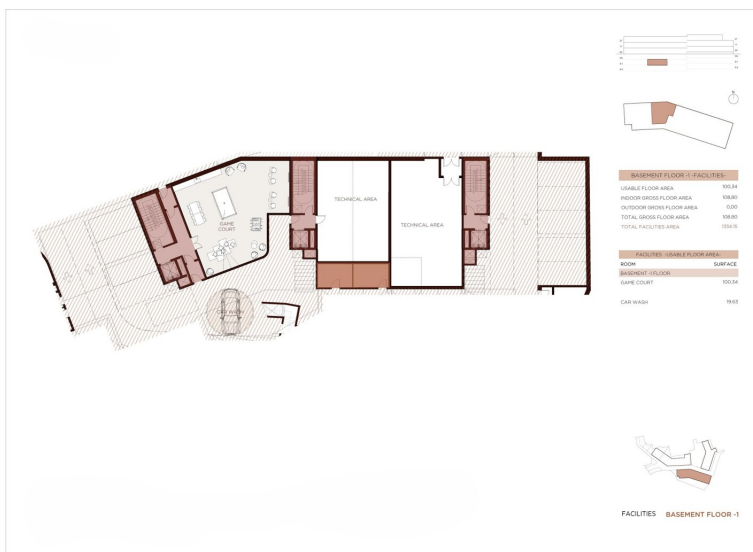 TECHNICAL AREA
GAME
COURT
TECHNICAL AREA
CAR WASH
N
BASEMENT FLOOR -1 -FACILITIES-
USABLE FLOOR AREA 100,34
INDOOR GROSS FLOOR AREA 108,80
OUTDOOR GROSS FLOOR AREA 0,00
TOTAL GROSS FLOOR AREA 108,80
TOTAL FACILITIES AREA 1254,15
FACILITIES -USABLE FLOOR AREA-
ROOM SURFACE
BASEMENT -1 FLOOR
GAME COURT 100,34
CAR WASH 19,63
FACILITIES BASEMENT FLOOR -1